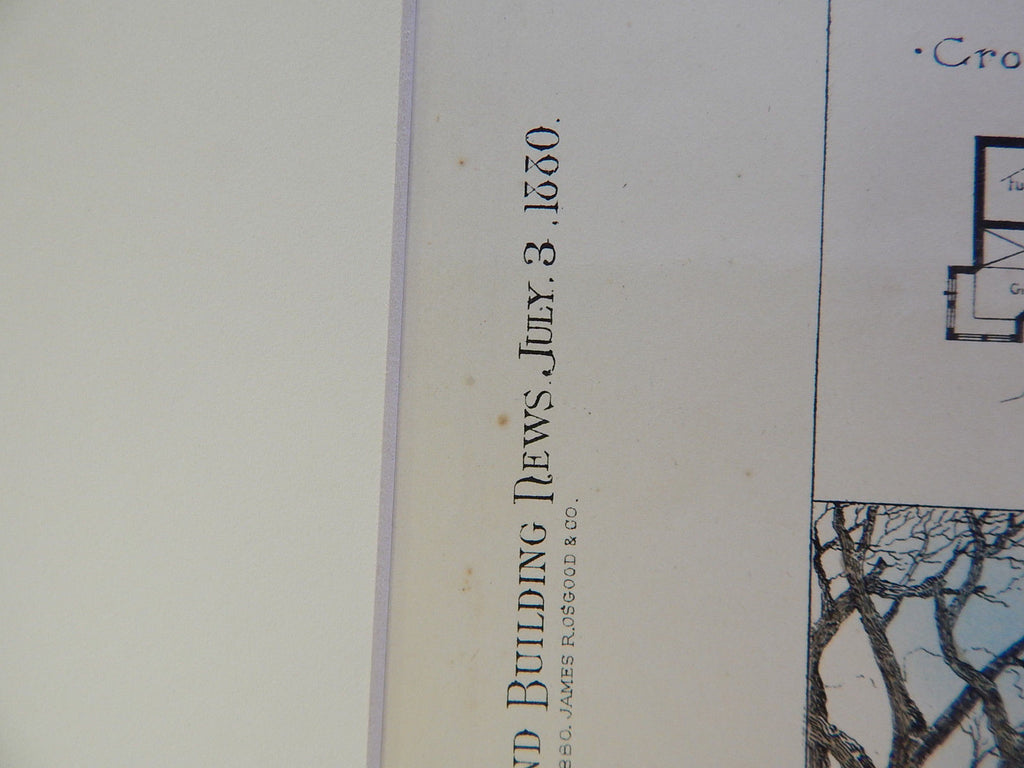 ND BUILDING NEWS. JULY. 3. 1880.
880. JAMES R. OSGOOD & CO.
·Cro